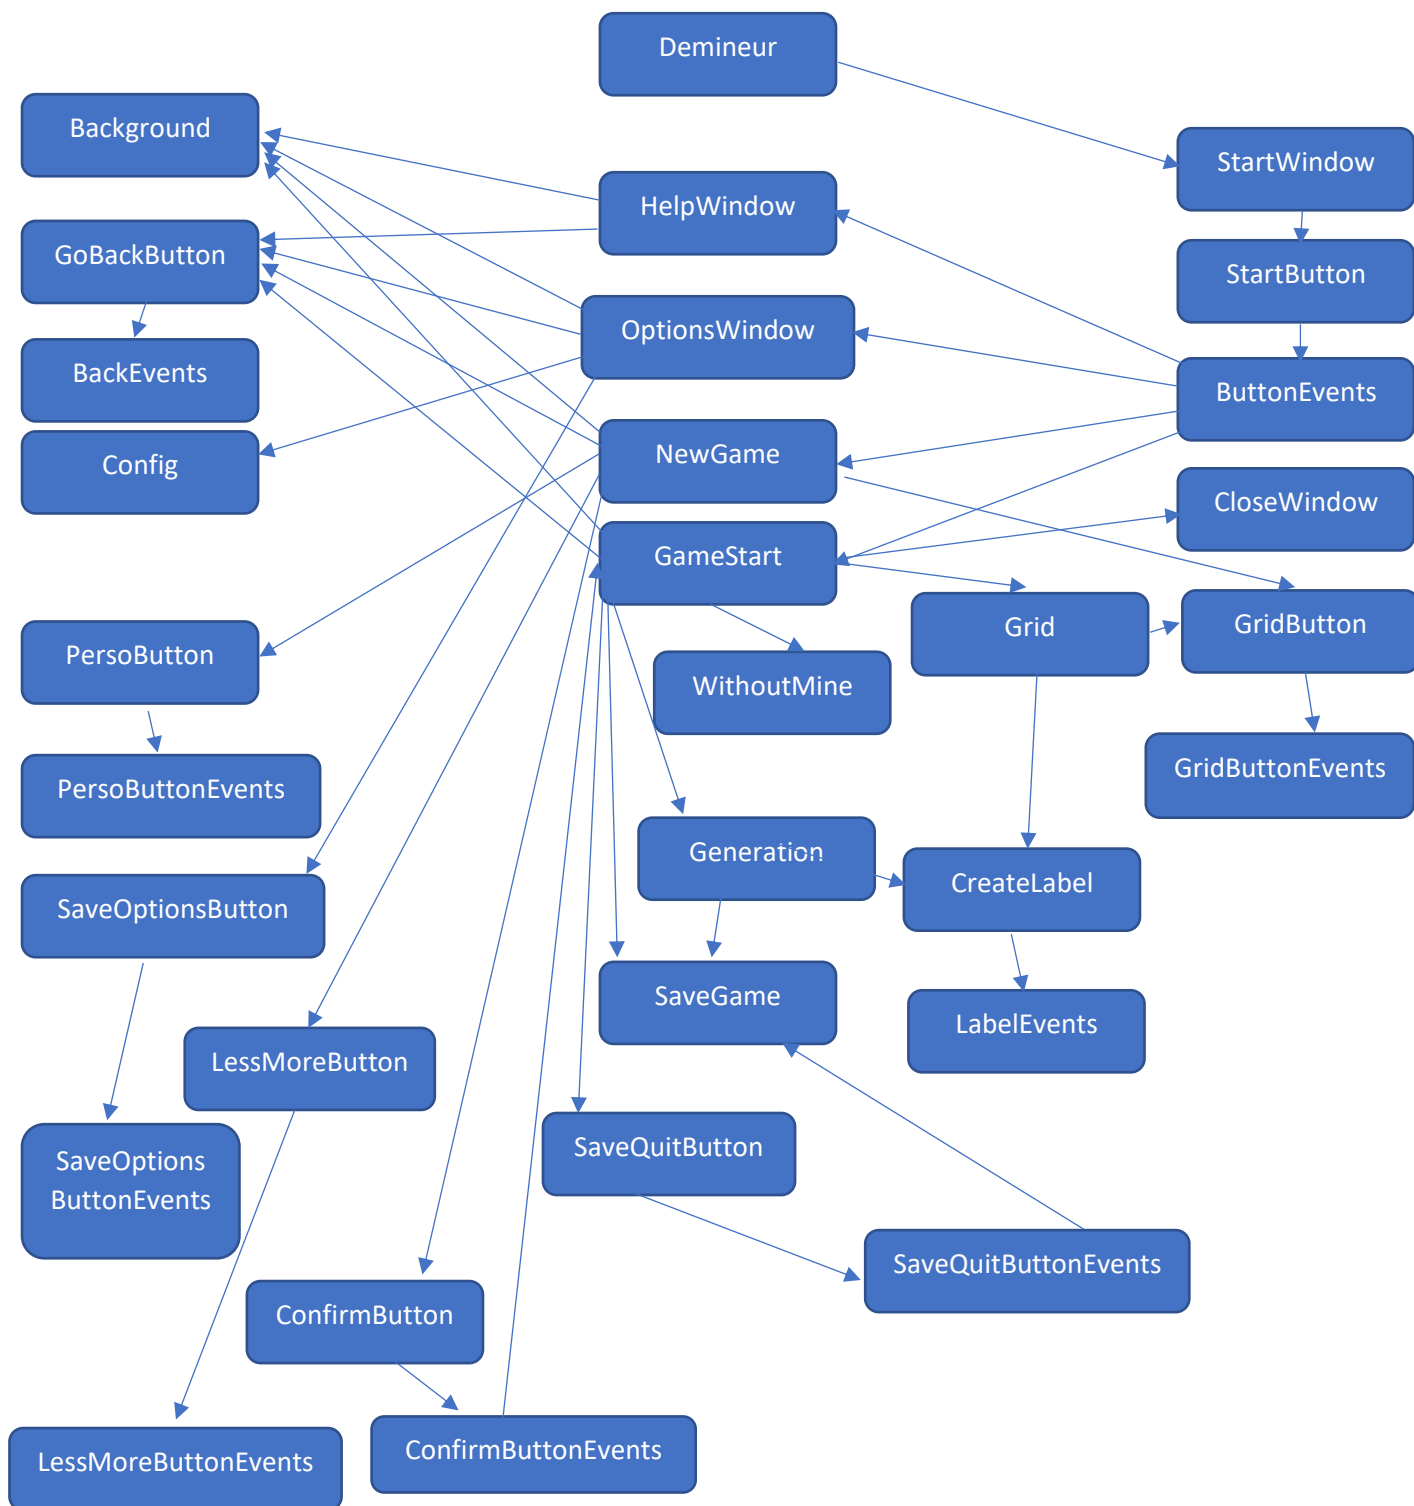 Demineur
Background
StartWindow
HelpWindow
GoBackButton
StartButton
OptionsWindow
BackEvents
ButtonEvents
Config
NewGame
CloseWindow
GameStart
Grid
GridButton
PersoButton
WithoutMine
GridButtonEvents
PersoButtonEvents
Generation
CreateLabel
SaveOptionsButton
SaveGame
LabelEvents
LessMoreButton
SaveQuitButton
SaveOptions
ButtonEvents
SaveQuitButtonEvents
ConfirmButton
ConfirmButtonEvents
LessMoreButtonEvents